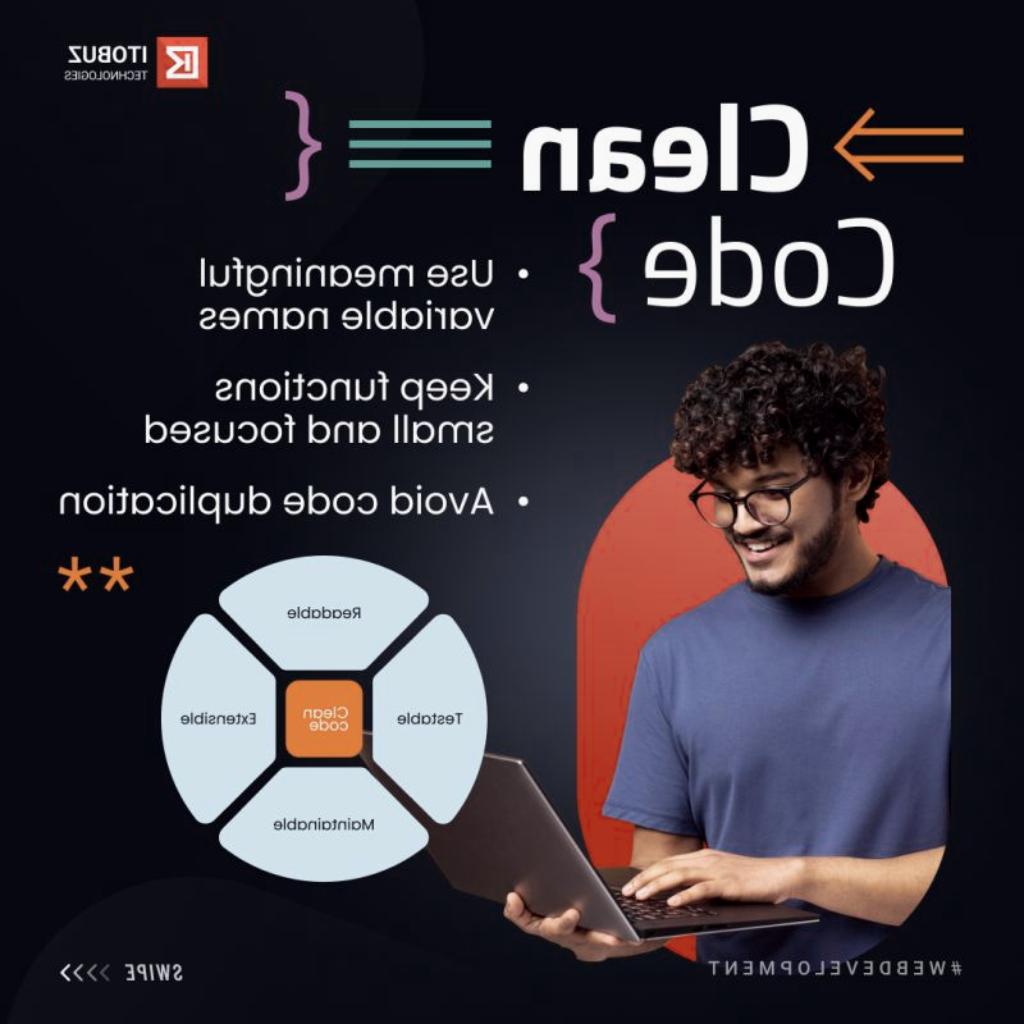 ITOBUZ
TECHNOLOGIES
Clean
Code }
{
• Use meaningful
variable names
• Keep functions
small and focused
• Avoid code duplication
**
Readable
Testable
Clean
code
Extensible
Maintainable
#WEBDEVELOPMENT
SWIPE >>>>